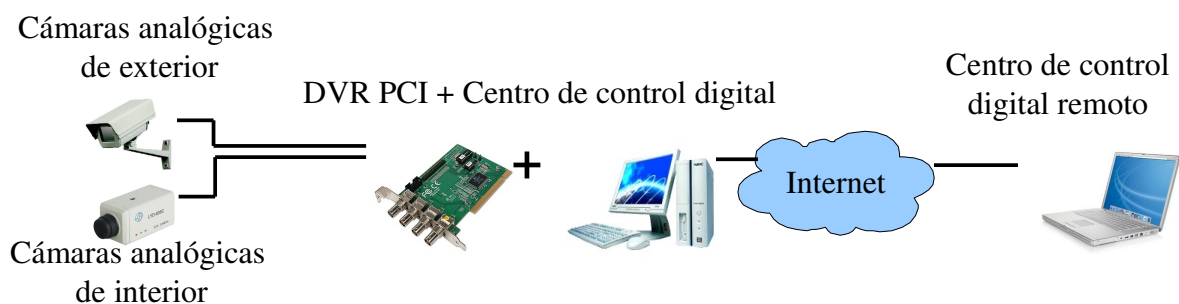 Cámaras analógicas
de exterior
DVR PCI + Centro de control digital
Centro de control
digital remoto
+
Internet
Cámaras analógicas
de interior